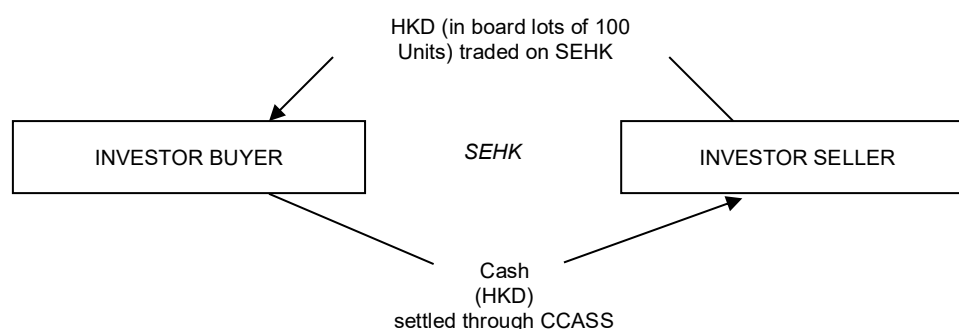 HKD (in board lots of 100
Units) traded on SEHK
INVESTOR BUYER
SEHK
INVESTOR SELLER
Cash
(HKD)
settled through CCASS